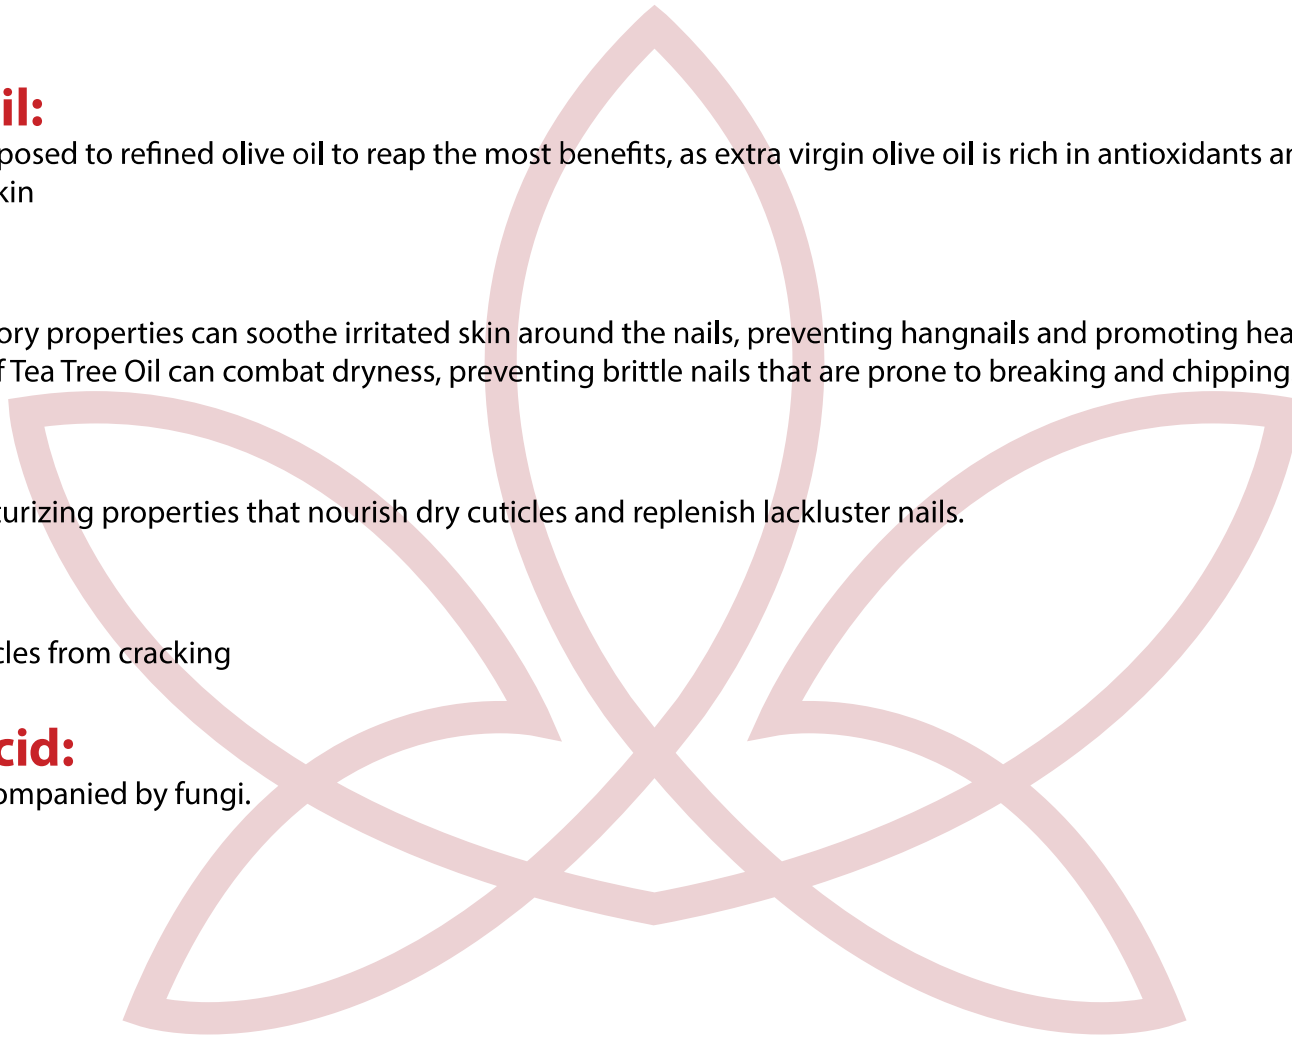 il:
posed to refined olive oil to reap the most benefits, as extra virgin olive oil is rich in antioxidants ar
kin
ory properties can soothe irritated skin around the nails, preventing hangnails and promoting hea
f Tea Tree Oil can combat dryness, preventing brittle nails that are prone to breaking and chipping
turizing properties that nourish dry cuticles and replenish lackluster nails.
cles from cracking
cid:
ompanied by fungi.